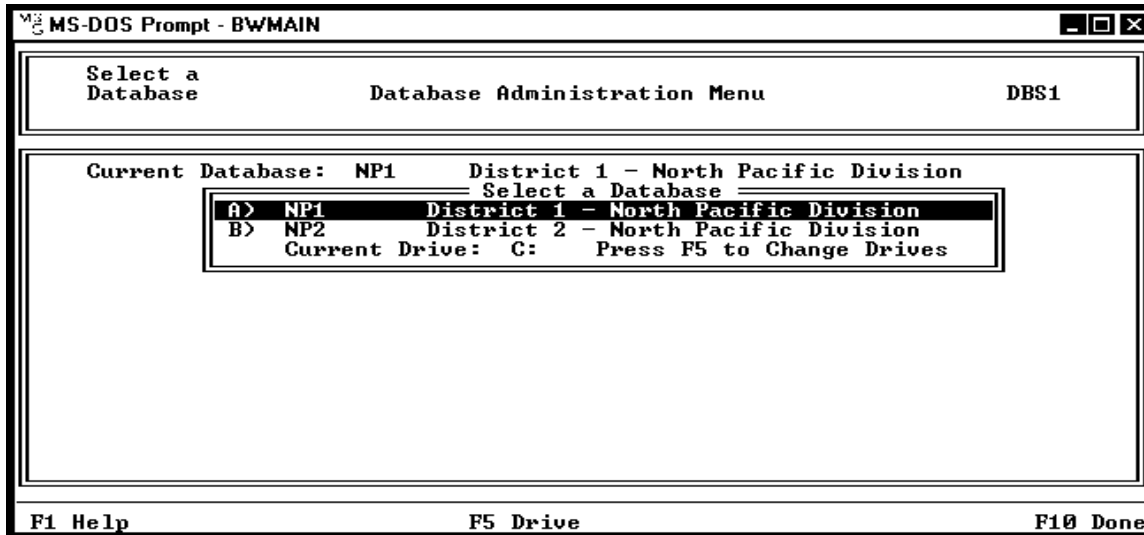 MS-DOS Prompt - BWMAIN
Select a
Database Database Administration Menu DBS1
Current Database: NP1 District 1 - North Pacific Division
Select a Database
A> NP1 District 1 - North Pacific Division
B> NP2 District 2 - North Pacific Division
Current Drive: C: Press F5 to Change Drives
F1 Help F5 Drive F10 Done